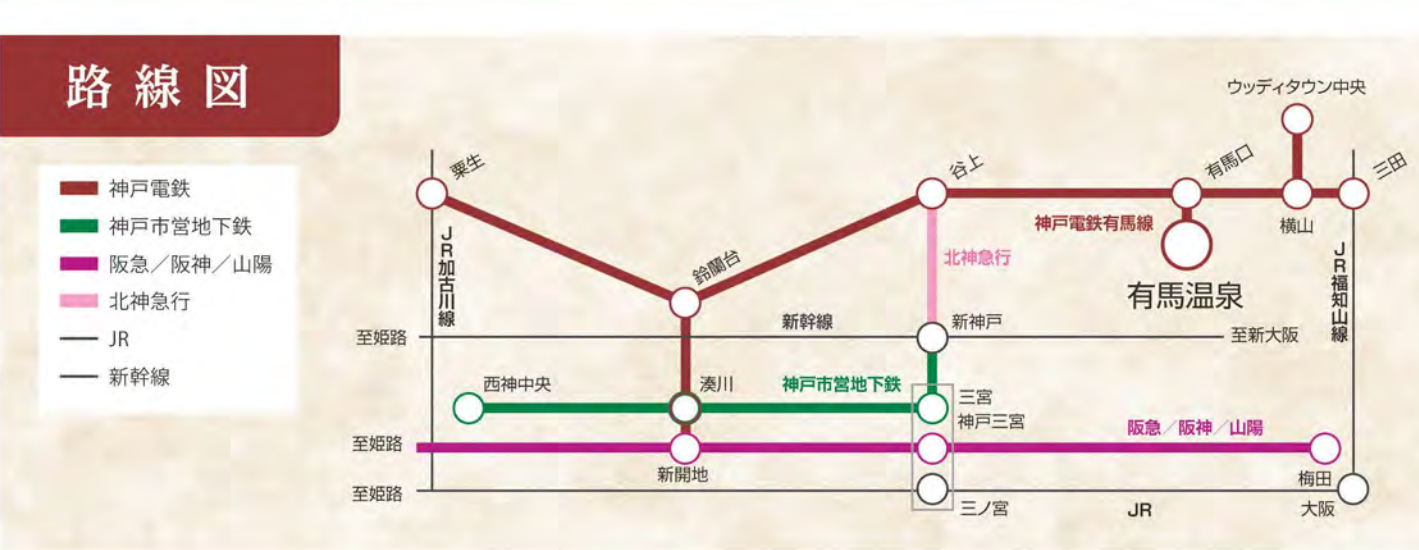 路線図
神戸電鉄
神戸市営地下鉄
阪急／阪神／山陽
北神急行
JR
新幹線
ウッディタウン中央
粟生
谷上
有馬口
三田
横山
神戸電鉄有馬線
有馬温泉
北神急行
鈴蘭台
JR加古川線
JR福知山線
至姫路
新幹線
新神戸
至新大阪
西神中央
湊川
神戸市営地下鉄
三宮
神戸三宮
至姫路
阪急／阪神／山陽
新開地
梅田
至姫路
三ノ宮
JR
大阪